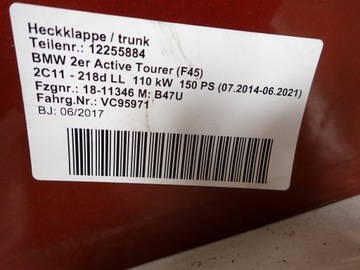 Heckklappe / trunk
Teilenr.: 12255884
BMW 2er Active Tourer (F45)
2C11 - 218d LL 110 kW 150 PS (07.2014-06.2021)
Fzgnr.: 18-11346 M: B47U
Fahrg.Nr.: VC95971
BJ: 06/2017